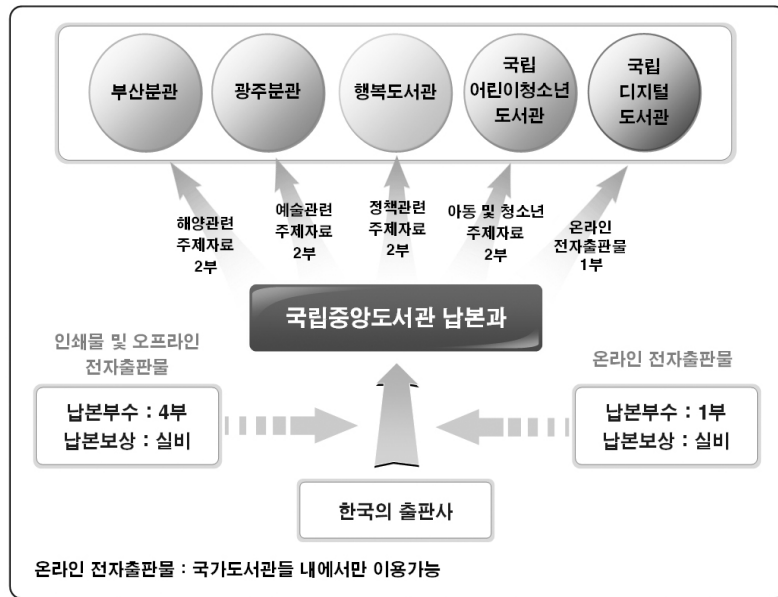 부산분관
광주분관
행복도서관
국립
어린이청소년
도서관
국립
디지털
도서관
해양관련
주제자료
2부
예술관련
주제자료
2부
정책관련
주제자료
2부
아동 및 청소년
주제자료
2부
온라인
전자출판물
1부
국립중앙도서관 납본과
인쇄물 및 오프라인
전자출판물
납본부수 : 4부
납본보상 : 실비
온라인 전자출판물
납본부수 : 1부
납본보상 : 실비
한국의 출판사
온라인 전자출판물 : 국가도서관들 내에서만 이용가능